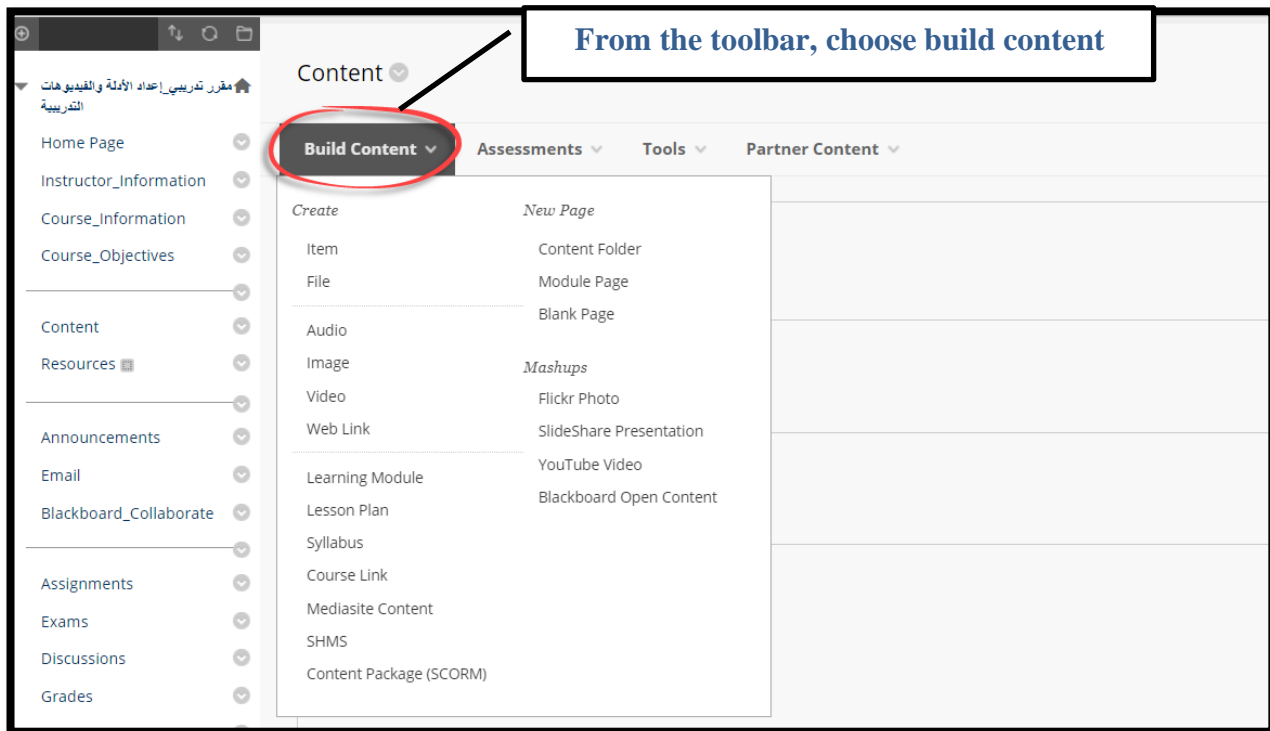 From the toolbar, choose build content
مقرر تدريبي_إعداد الأدلة والفيديوهات
التدريبية
Home Page
Instructor_Information
Course_Information
Course_Objectives
Content
Resources
Announcements
Email
Blackboard_Collaborate
Assignments
Exams
Discussions
Grades
Content
Build Content
Assessments
Tools
Partner Content
Create
Item
File
Audio
Image
Video
Web Link
Learning Module
Lesson Plan
Syllabus
Course Link
Mediasite Content
SHMS
Content Package (SCORM)
New Page
Content Folder
Module Page
Blank Page
Mashups
Flickr Photo
SlideShare Presentation
YouTube Video
Blackboard Open Content